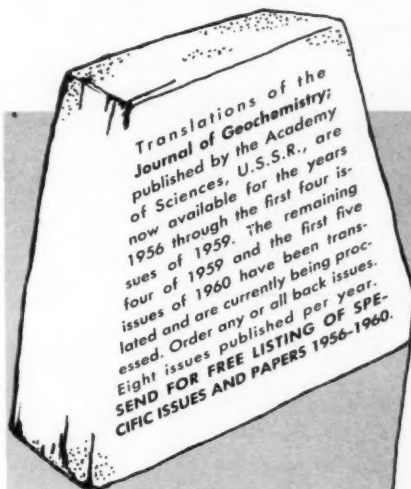 Translations of the
Journal of Geochemistry;
published by the Academy
of Sciences, U.S.S.R., are
now available for the years
1956 through the first four is-
sues of 1959. The remaining
four of 1959 and the first five
issues of 1960 have been trans-
lated and are currently being proc-
essed. Order any or all back issues.
Eight issues published per year.
SEND FOR FREE LISTING OF SPE-
CIFIC ISSUES AND PAPERS 1956-1960.